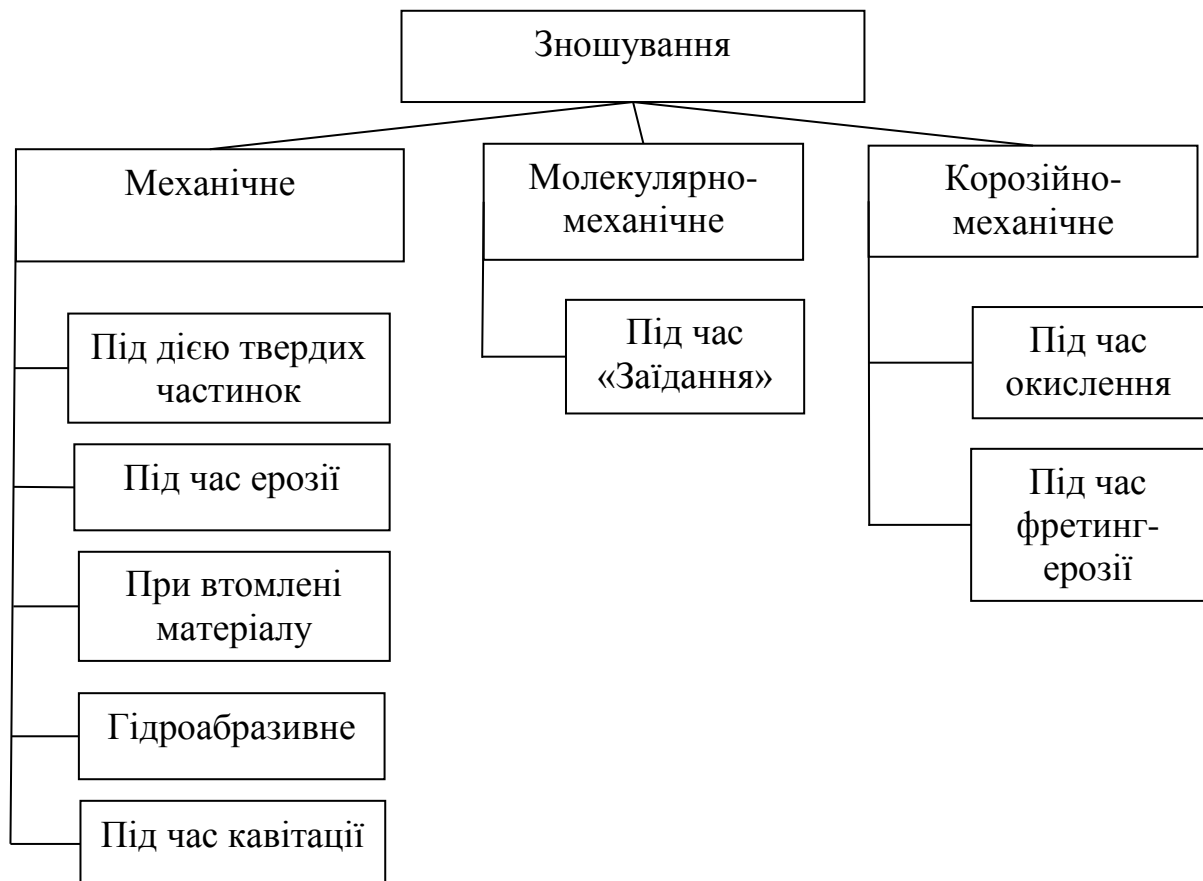 Зношування
Механічне
Молекулярно-
механічне
Корозійно-
механічне
Під дією твердих
частинок
Під час ерозії
При втомлені
матеріалу
Гідроабразивне
Під час кавітації
Під час
«Заїдання»
Під час
окислення
Під час
фретинг-
ерозії